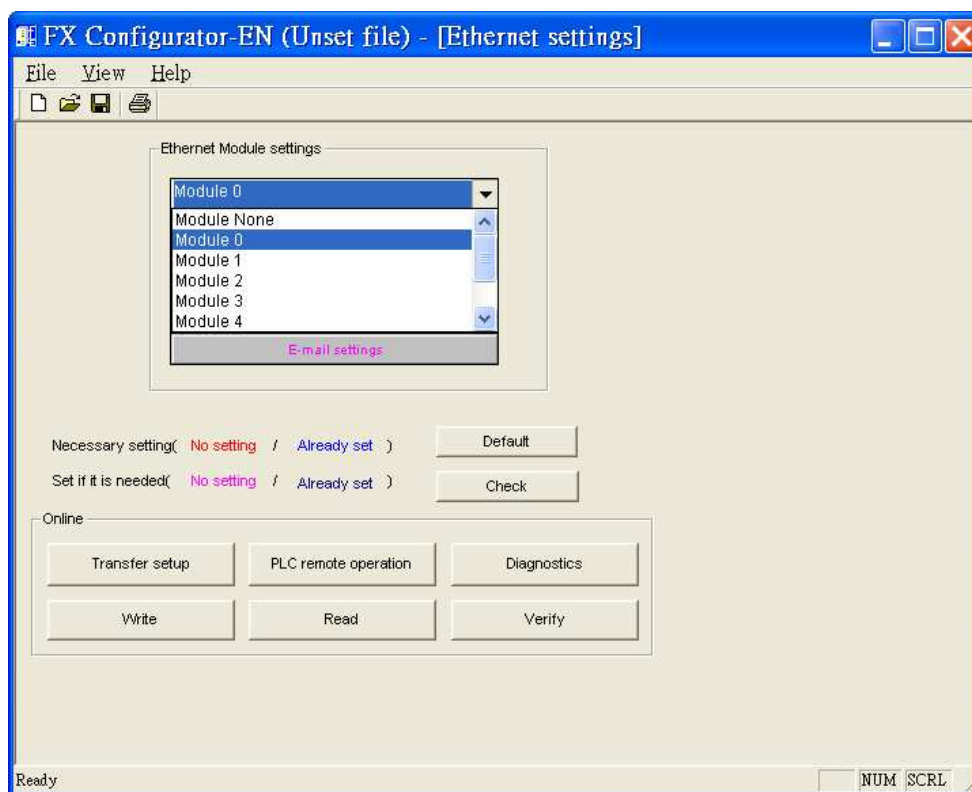 FX Configurator-EN (Unset file) - [Ethernet settings]
File View Help
Ethernet Module settings
Module 0
Module None
Module 0
Module 1
Module 2
Module 3
Module 4
E-mail settings
Necessary setting( No setting / Already set ) Default
Set if it is needed( No setting / Already set ) Check
Online
Transfer setup PLC remote operation Diagnostics
Write Read Verify
Ready NUM SCRL